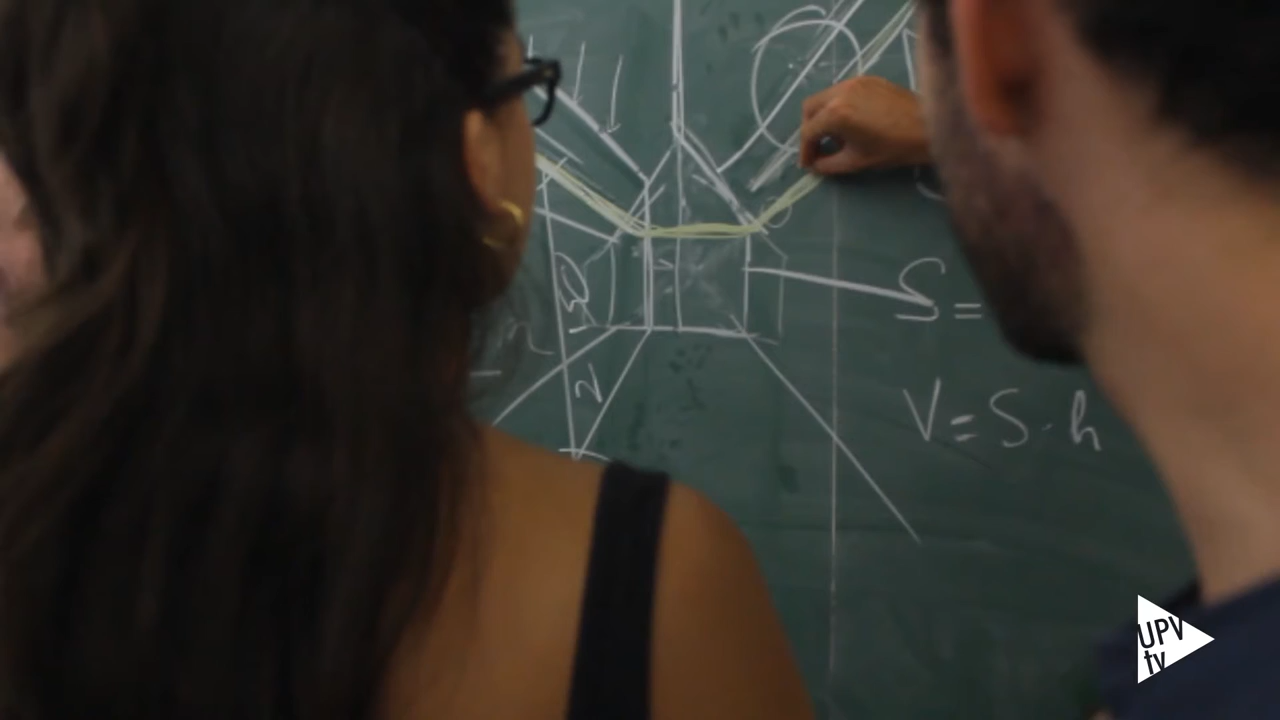 S =
V = S · h
UPV
tv